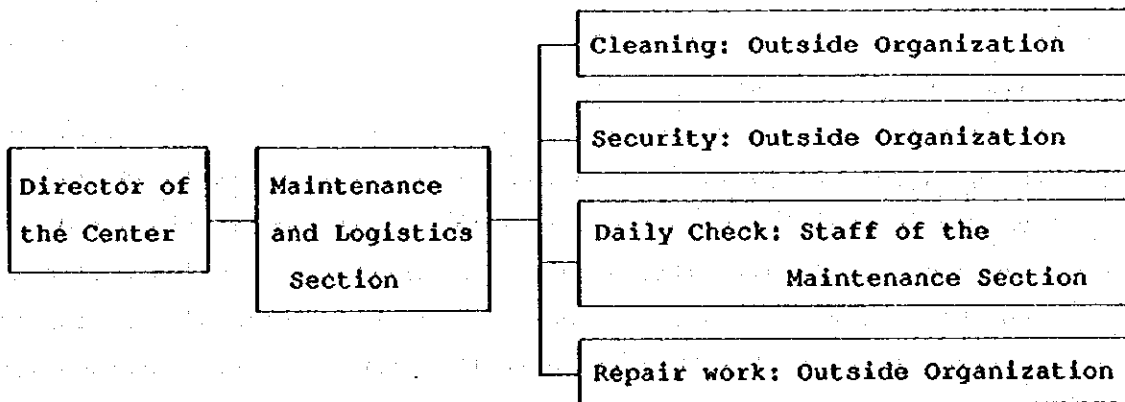 Director of
the Center
Maintenance
and Logistics
Section
Cleaning: Outside Organization
Security: Outside Organization
Daily Check: Staff of the
Maintenance Section
Repair work: Outside Organization